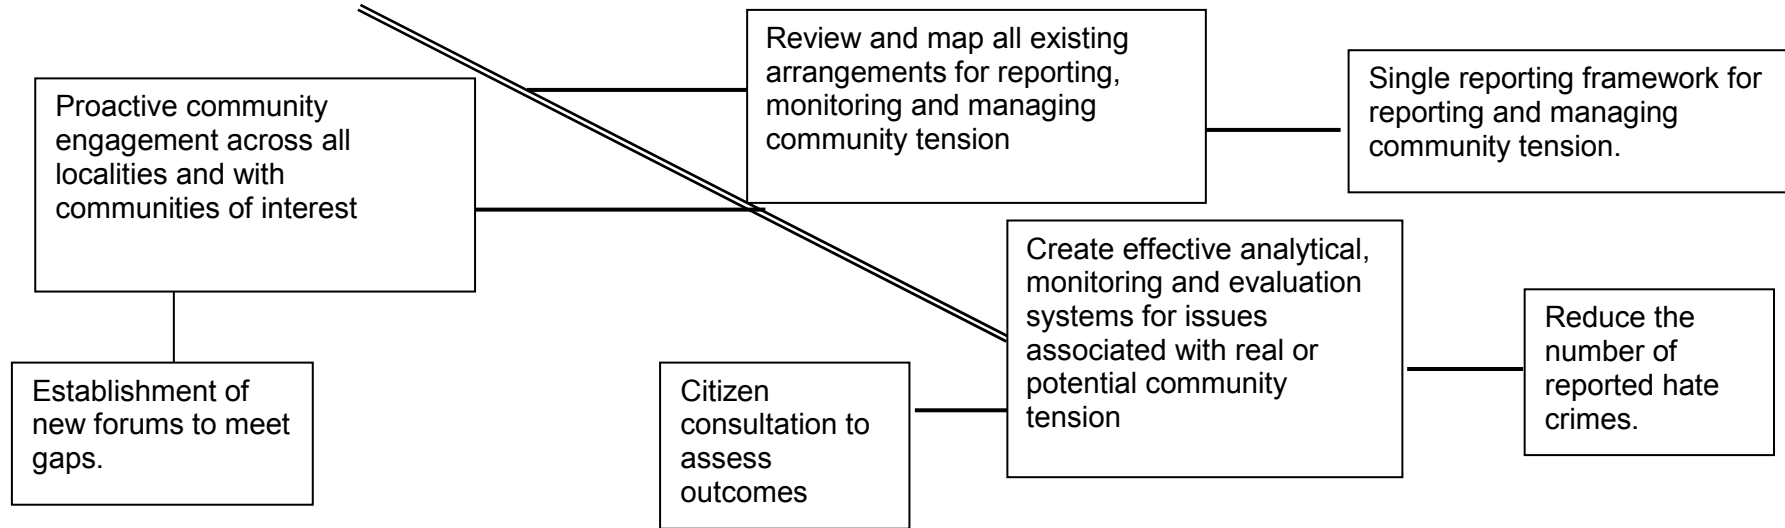 Review and map all existing
arrangements for reporting,
monitoring and managing
community tension
Single reporting framework for
reporting and managing
community tension.
Proactive community
engagement across all
localities and with
communities of interest
Create effective analytical,
monitoring and evaluation
systems for issues
associated with real or
potential community
tension
Reduce the
number of
reported hate
crimes.
Establishment of
new forums to meet
gaps.
Citizen
consultation to
assess
outcomes